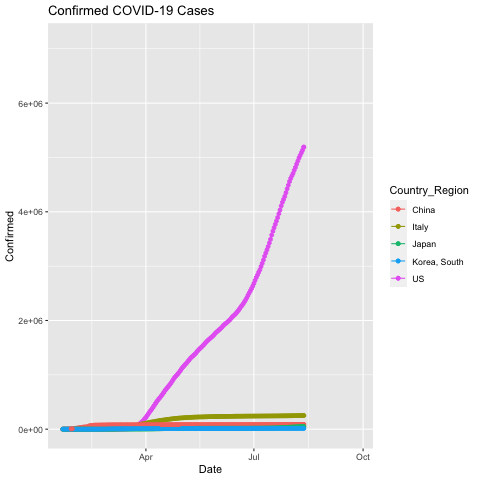 Confirmed COVID-19 Cases
6e+06
4e+06
2e+06
0e+00
Confirmed
Apr
Jul
Oct
Date
Country_Region
China
Italy
Japan
Korea, South
US